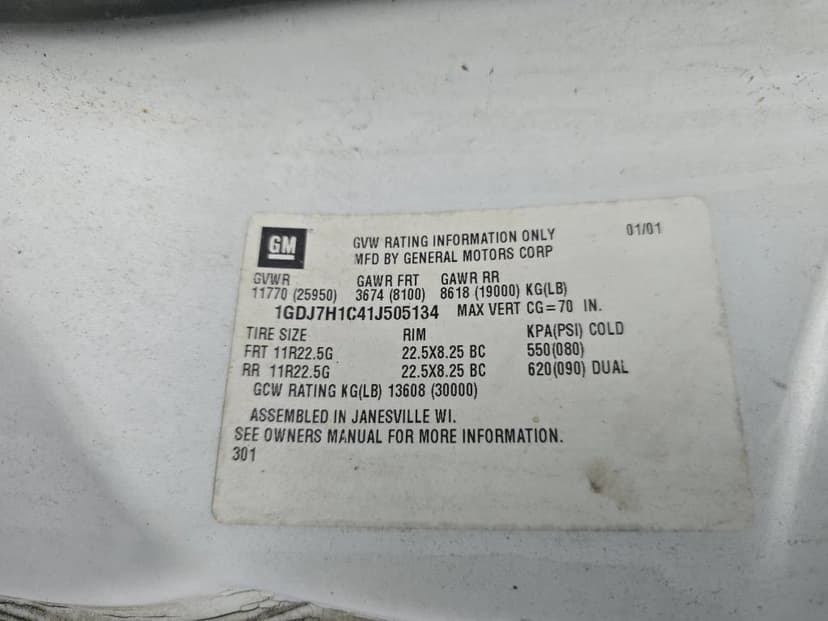 GM GVW RATING INFORMATION ONLY 01/01
MFD BY GENERAL MOTORS CORP
GVWR GAWR FRT GAWR RR
11770 (25950) 3674 (8100) 8618 (19000) KG(LB)
1GDJ7H1C41J505134 MAX VERT CG=70 IN.
TIRE SIZE RIM KPA(PSI) COLD
FRT 11R22.5G 22.5X8.25 BC 550(080)
RR 11R22.5G 22.5X8.25 BC 620(090) DUAL
GCW RATING KG(LB) 13608 (30000)
ASSEMBLED IN JANESVILLE WI.
SEE OWNERS MANUAL FOR MORE INFORMATION.
301